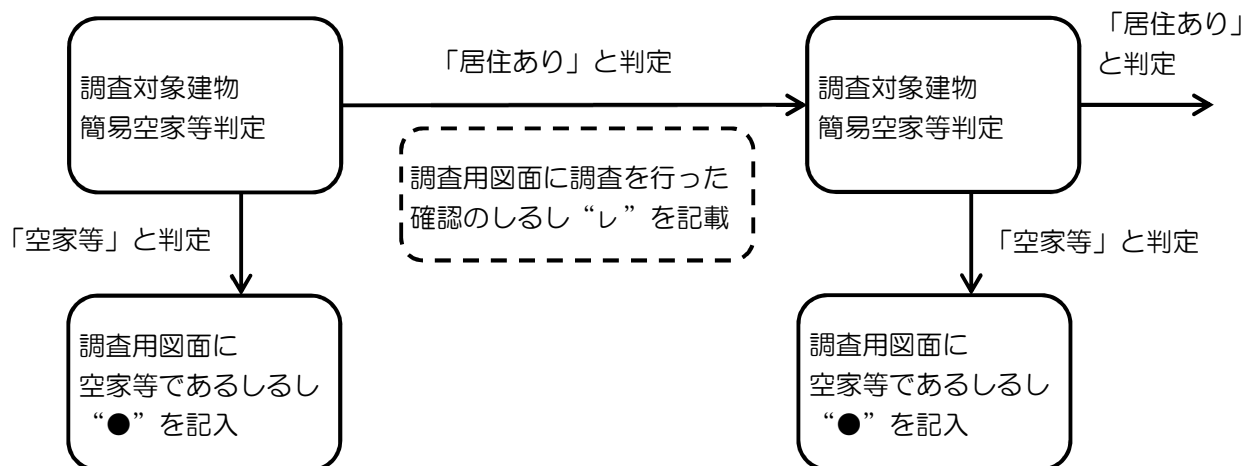 調査対象建物
簡易空家等判定
「居住あり」と判定
調査用図面に調査を行った
確認のしるし“レ”を記載
調査対象建物
簡易空家等判定
「居住あり」
と判定
「空家等」と判定
「空家等」と判定
調査用図面に
空家等であるしるし
“●”を記入
調査用図面に
空家等であるしるし
“●”を記入